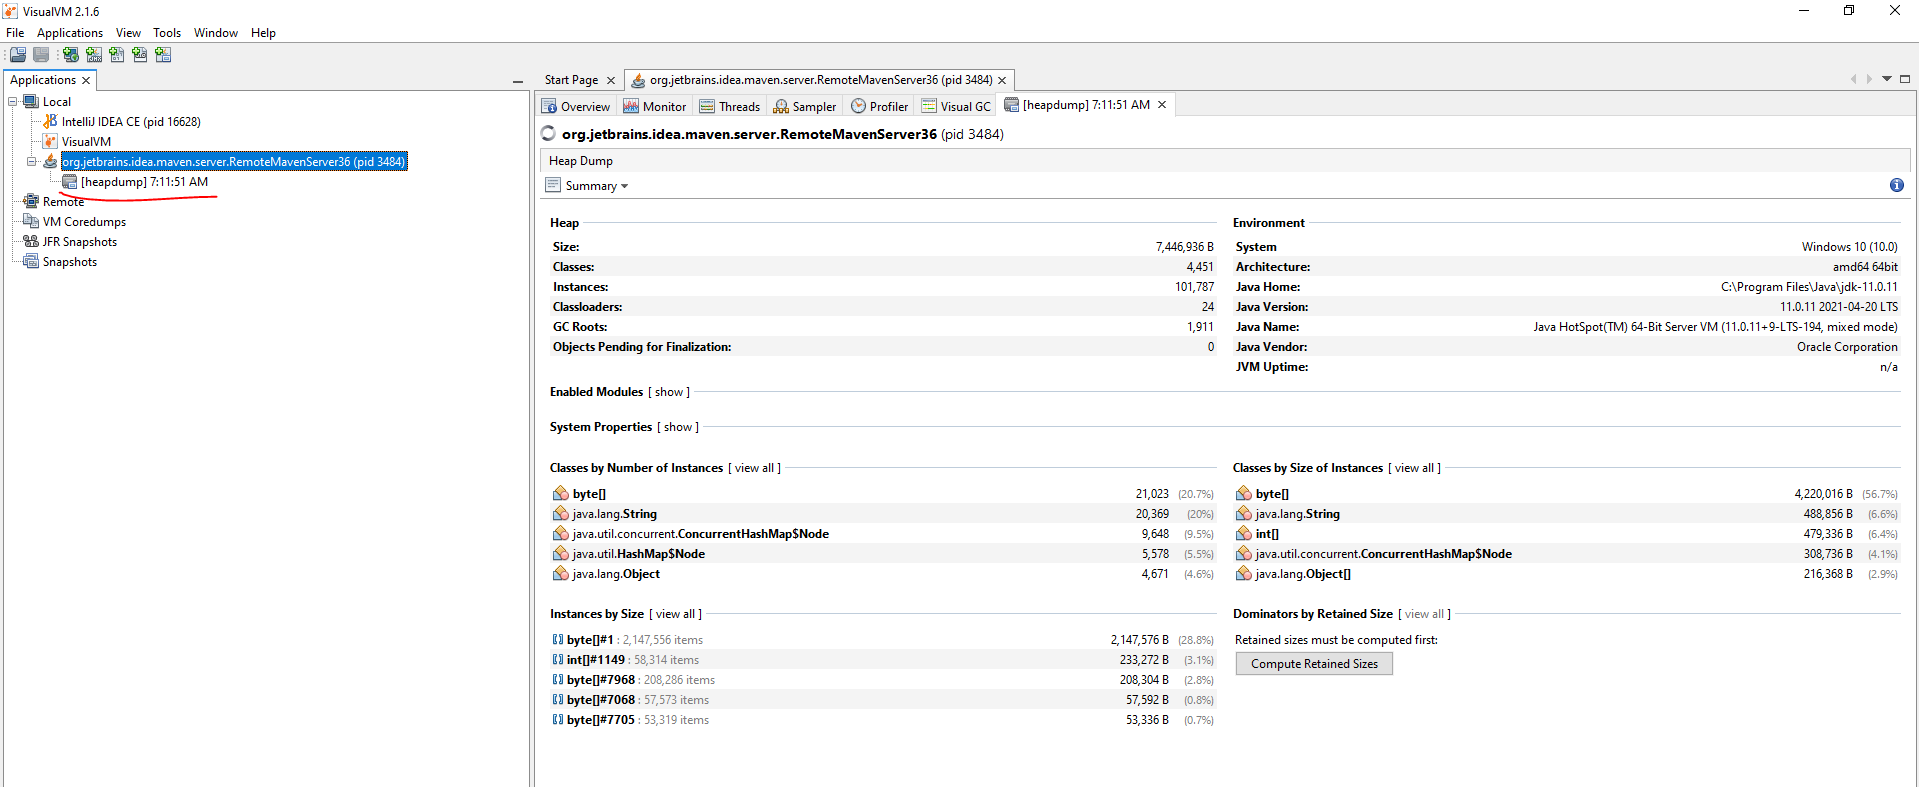 VisualVM 2.1.6
File Applications View Tools Window Help
Applications
Local
IntelliJ IDEA CE (pid 16628)
VisualVM
org.jetbrains.idea.maven.server.RemoteMavenServer36 (pid 3484)
[heapdump] 7:11:51 AM
Remote
VM Coredumps
JFR Snapshots
Snapshots
Start Page org.jetbrains.idea.maven.server.RemoteMavenServer36 (pid 3484)
Overview Monitor Threads Sampler Profiler Visual GC [heapdump] 7:11:51 AM
org.jetbrains.idea.maven.server.RemoteMavenServer36 (pid 3484)
Heap Dump
Summary
Heap
Size: 7,446,936 B
Classes: 4,451
Instances: 101,787
Classloaders: 24
GC Roots: 1,911
Objects Pending for Finalization: 0
Environment
System Windows 10 (10.0)
Architecture: amd64 64bit
Java Home: C:\Program Files\Java\jdk-11.0.11
Java Version: 11.0.11 2021-04-20 LTS
Java Name: Java HotSpot(TM) 64-Bit Server VM (11.0.11+9-LTS-194, mixed mode)
Java Vendor: Oracle Corporation
JVM Uptime: n/a
Enabled Modules [ show ]
System Properties [ show ]
Classes by Number of Instances [ view all ]
byte[] 21,023 (20.7%)
java.lang.String 20,369 (20%)
java.util.concurrent.ConcurrentHashMap$Node 9,648 (9.5%)
java.util.HashMap$Node 5,578 (5.5%)
java.lang.Object 4,671 (4.6%)
Classes by Size of Instances [ view all ]
byte[] 4,220,016 B (56.7%)
java.lang.String 488,856 B (6.6%)
int[] 479,336 B (6.4%)
java.util.concurrent.ConcurrentHashMap$Node 308,736 B (4.1%)
java.lang.Object[] 216,368 B (2.9%)
Instances by Size [ view all ]
byte[]#1 : 2,147,556 items 2,147,576 B (28.8%)
int[]#1149 : 58,314 items 233,272 B (3.1%)
byte[]#7968 : 208,286 items 208,304 B (2.8%)
byte[]#7068 : 57,573 items 57,592 B (0.8%)
byte[]#7705 : 53,319 items 53,336 B (0.7%)
Dominators by Retained Size [ view all ]
Retained sizes must be computed first:
Compute Retained Sizes